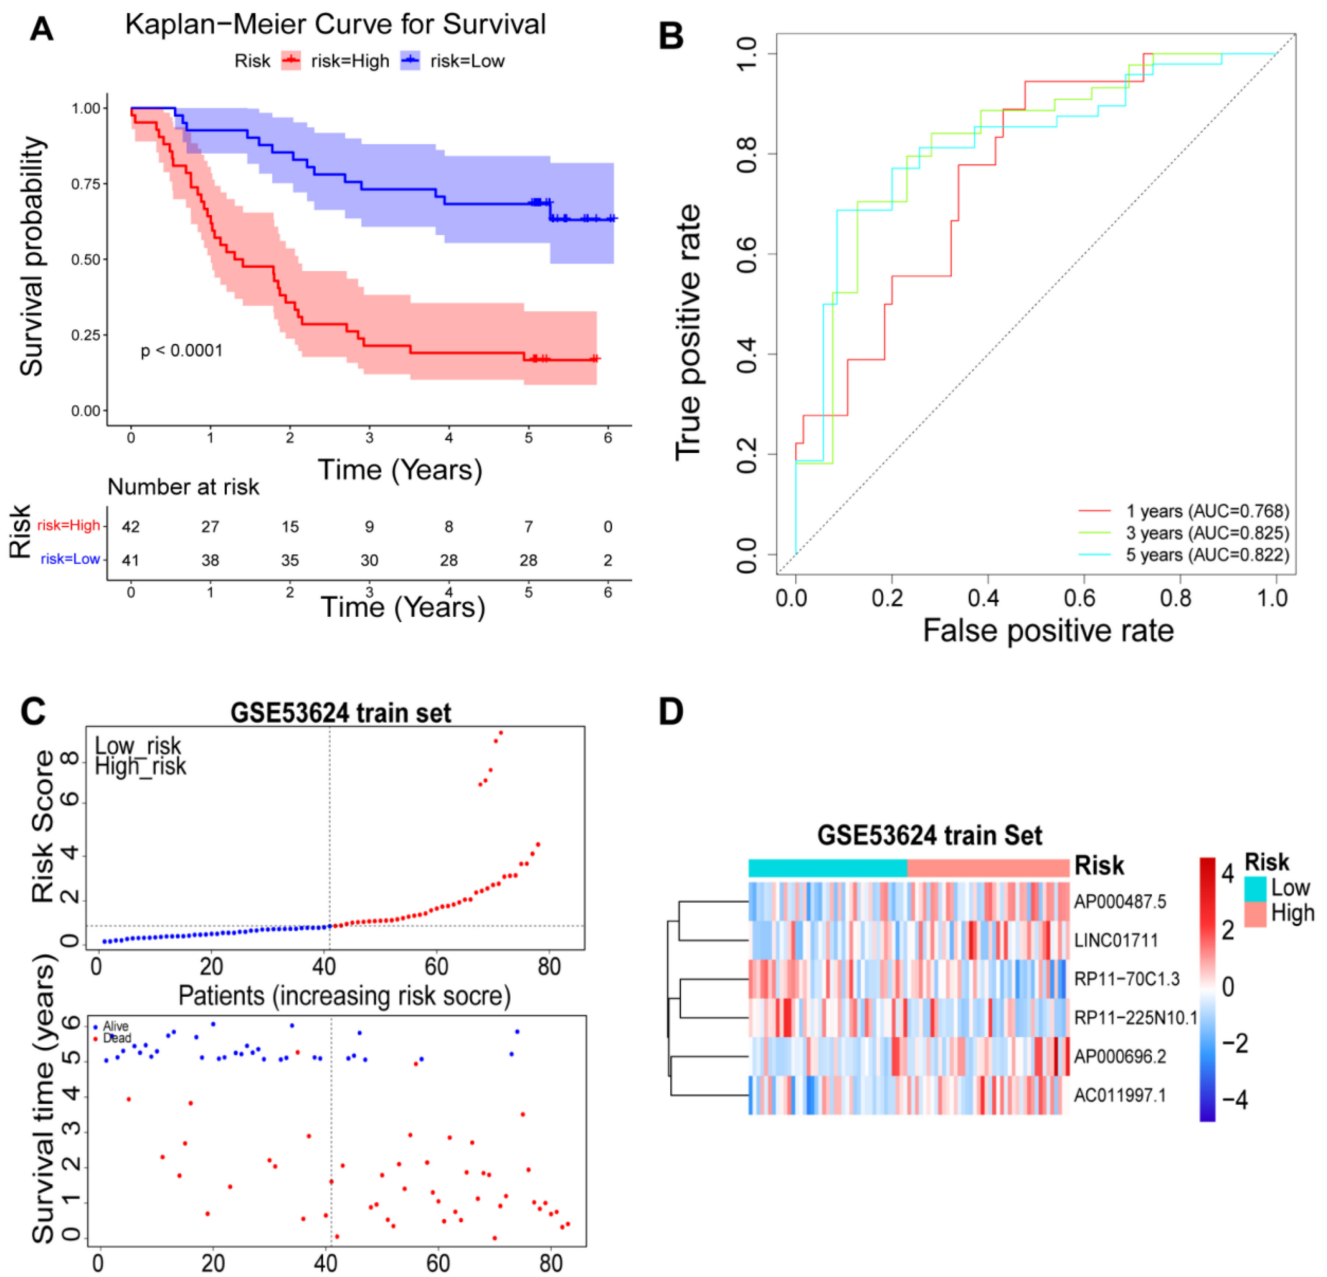 A
Kaplan−Meier Curve for Survival
Risk risk=High risk=Low
Survival probability
1.00
0.75
0.50
0.25
0.00
p < 0.0001
0 1 2 3 4 5 6
Time (Years)
Number at risk
Risk
risk=High 42 27 15 9 8 7 0
risk=Low 41 38 35 30 28 28 2
0 1 2 3 4 5 6
Time (Years)
B
True positive rate
1.0
0.8
0.6
0.4
0.2
0.0
1 years (AUC=0.768)
3 years (AUC=0.825)
5 years (AUC=0.822)
0.0 0.2 0.4 0.6 0.8 1.0
False positive rate
C
GSE53624 train set
Low_risk
High_risk
Risk Score
8
6
4
2
0
0 20 40 60 80
Patients (increasing risk socre)
Alive
Dead
Survival time (years)
6
5
4
3
2
1
0
0 20 40 60 80
D
GSE53624 train Set
Risk
AP000487.5
LINC01711
RP11−70C1.3
RP11−225N10.1
AP000696.2
AC011997.1
4
2
0
−2
−4
Risk
Low
High